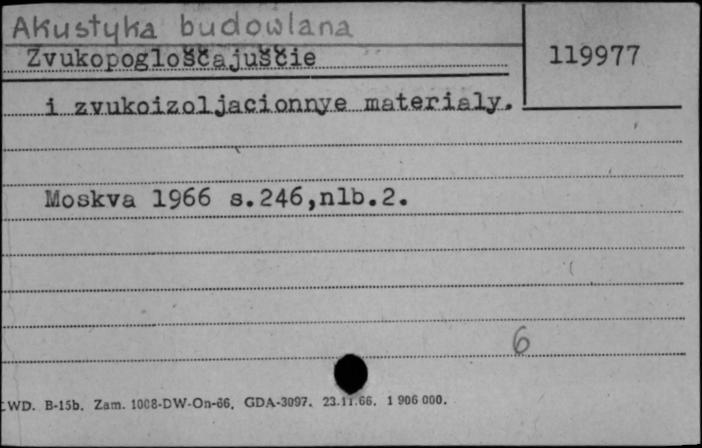 Akustyka budowlana
Zvukopogloščajuščie
119977
i zvukoizoljacionnye materialy.
Moskva 1966 s.246,nlb.2.
6
WD. B-15b. Zam. 1008-DW-On-66. GDA-3097. 23.11.66. 1 906 000.